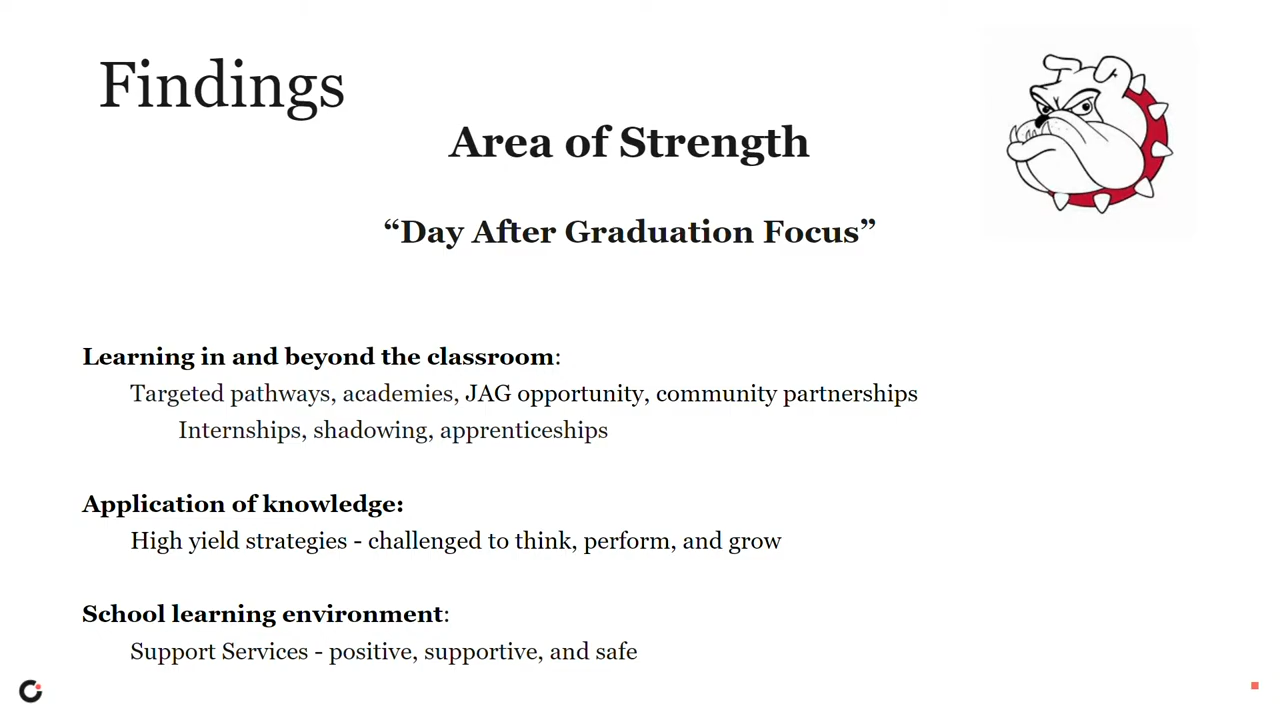 Findings
Area of Strength
“Day After Graduation Focus”
Learning in and beyond the classroom:
Targeted pathways, academies, JAG opportunity, community partnerships
Internships, shadowing, apprenticeships
Application of knowledge:
High yield strategies - challenged to think, perform, and grow
School learning environment:
Support Services - positive, supportive, and safe